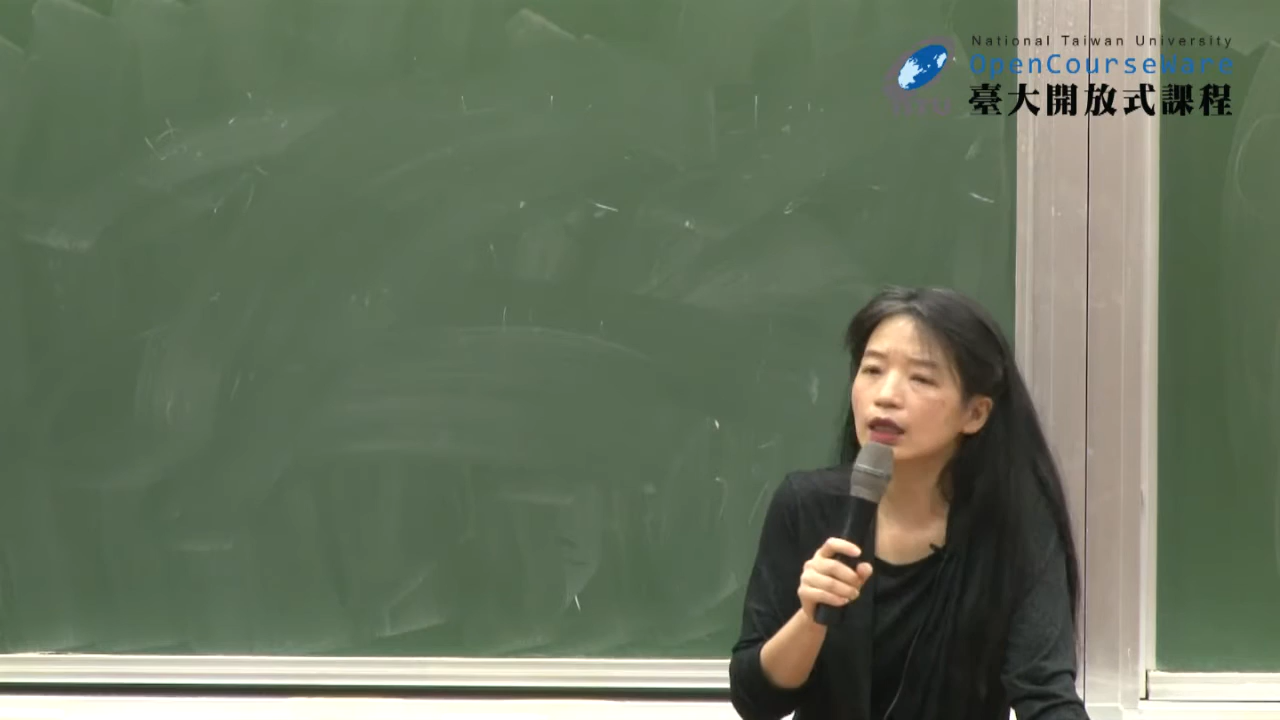 National Taiwan University
OpenCourseWare
臺大開放式課程